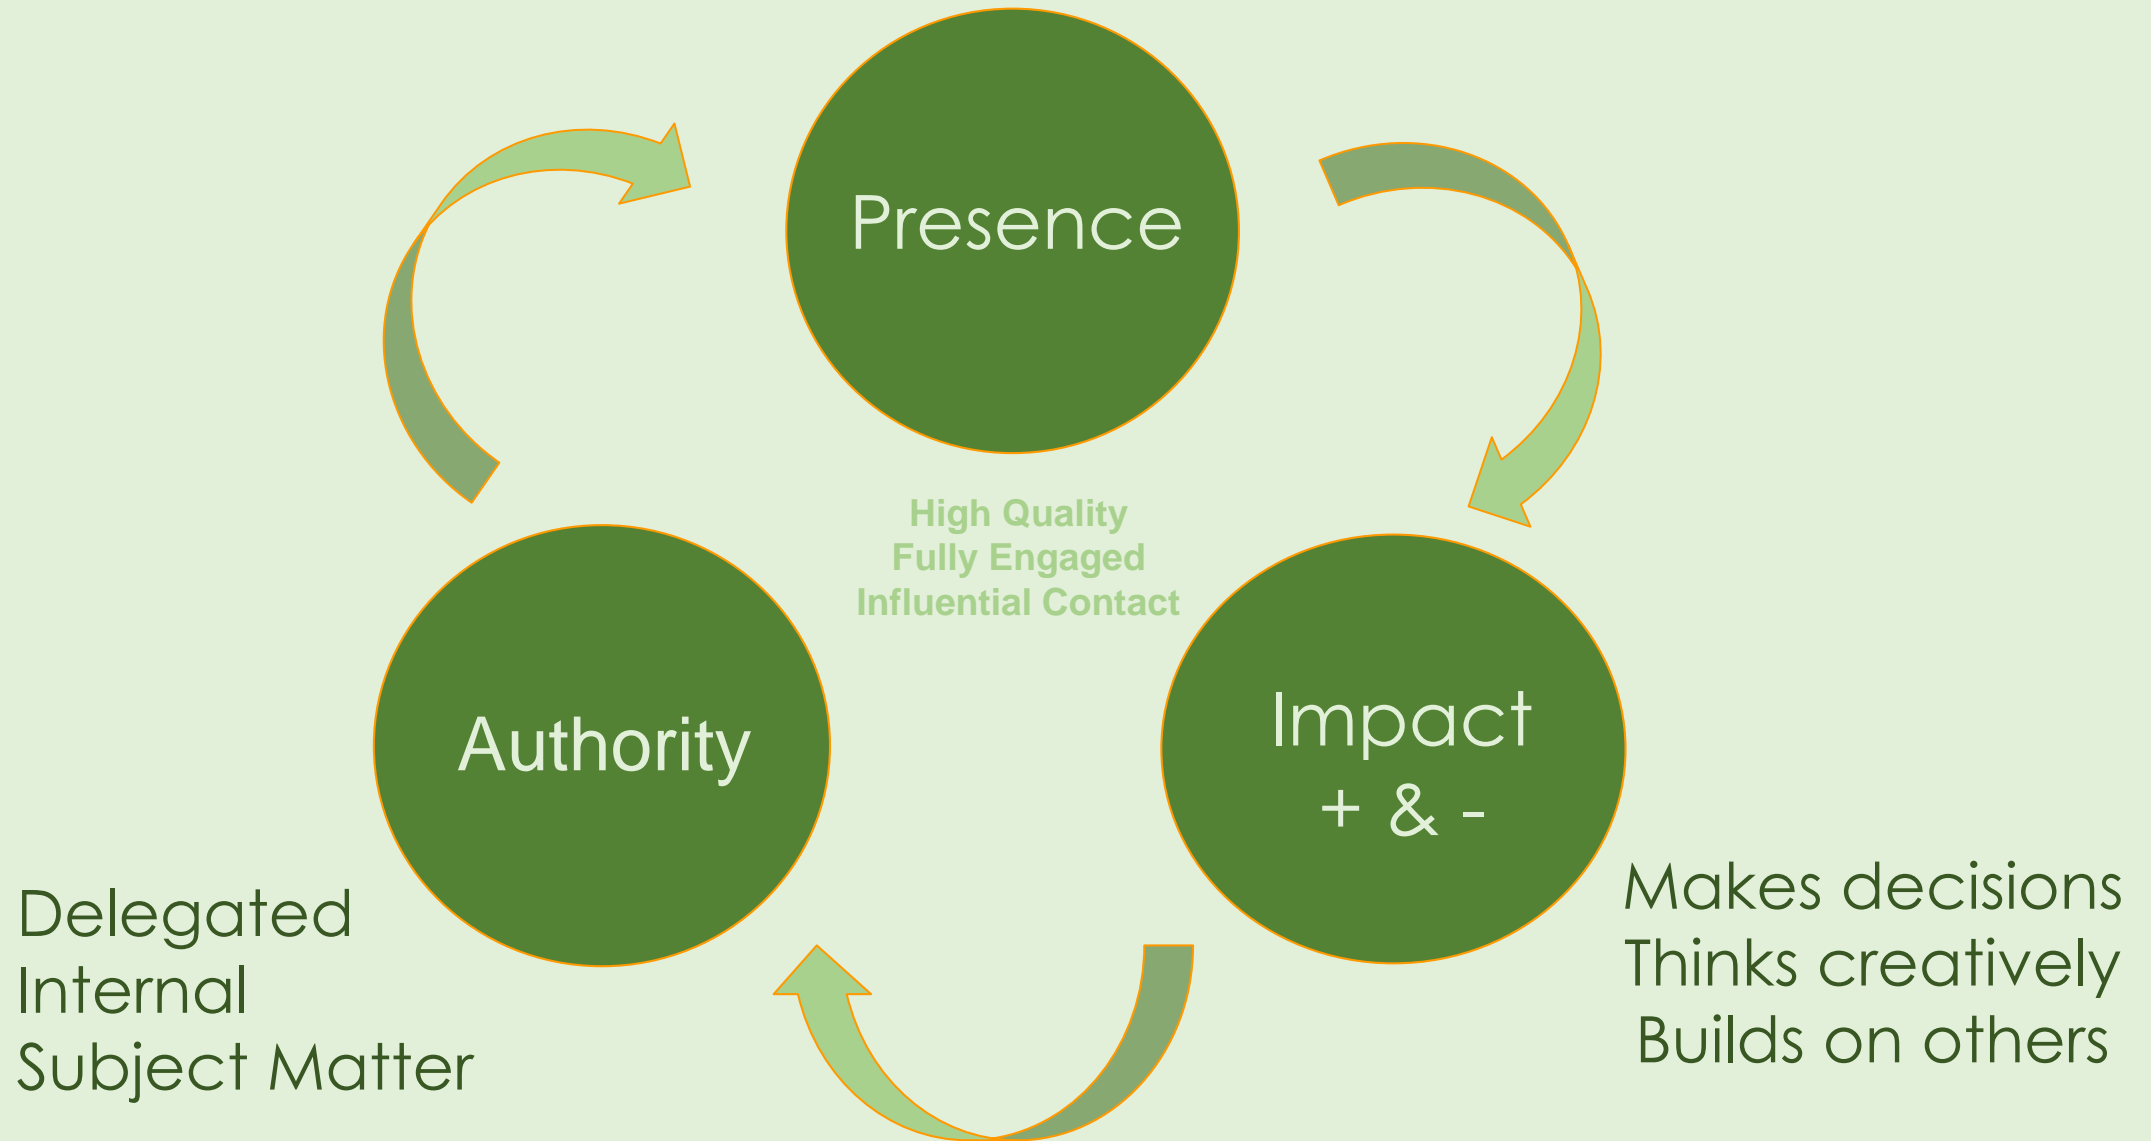 Presence
High Quality
Fully Engaged
Influential Contact
Authority
Impact
+ & -
Delegated
Internal
Subject Matter
Makes decisions
Thinks creatively
Builds on others